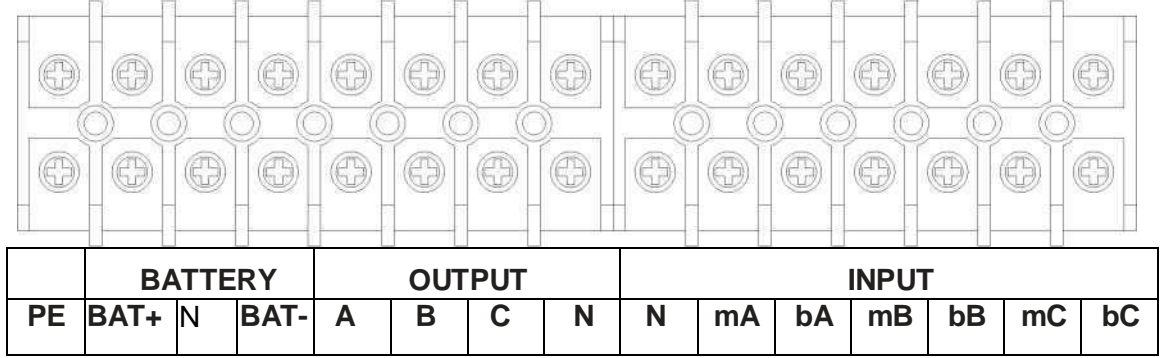 BATTERY OUTPUT INPUT
PE BAT+ N BAT- A B C N N mA bA mB bB mC bC